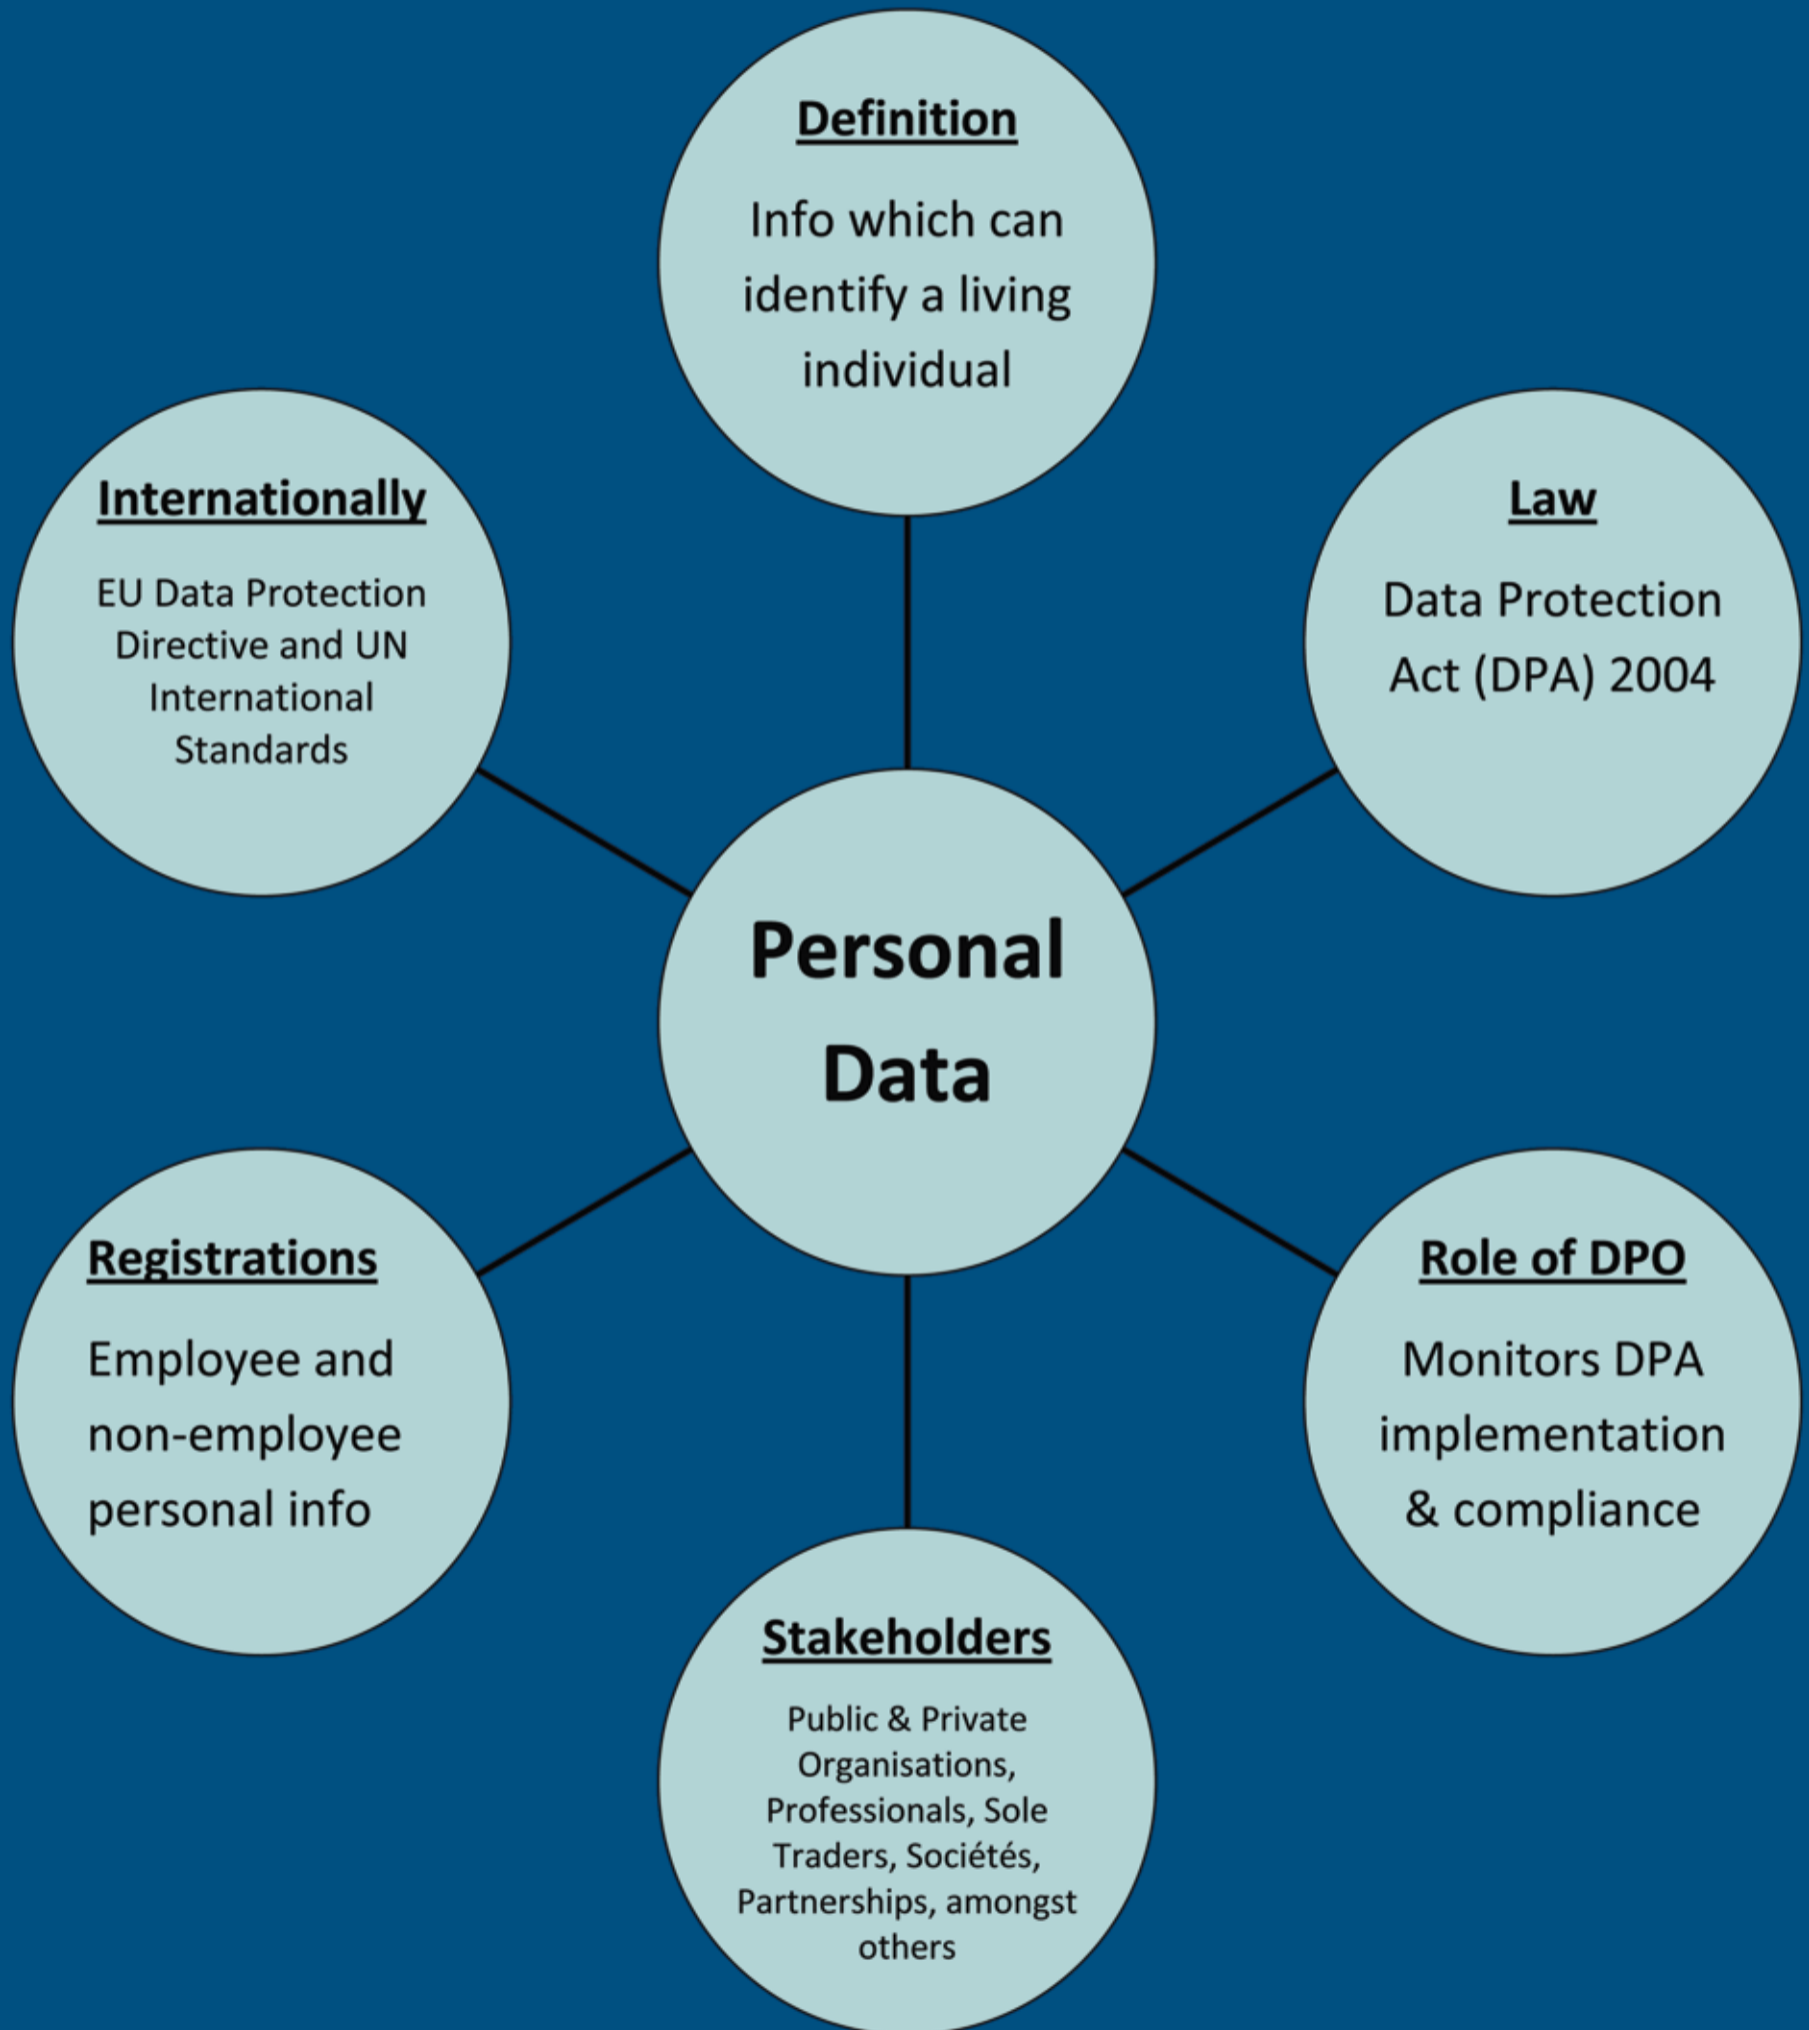 Definition
Info which can
identify a living
individual
Internationally
EU Data Protection
Directive and UN
International
Standards
Law
Data Protection
Act (DPA) 2004
Personal
Data
Registrations
Employee and
non-employee
personal info
Role of DPO
Monitors DPA
implementation
& compliance
Stakeholders
Public & Private
Organisations,
Professionals, Sole
Traders, Sociétés,
Partnerships, amongst
others